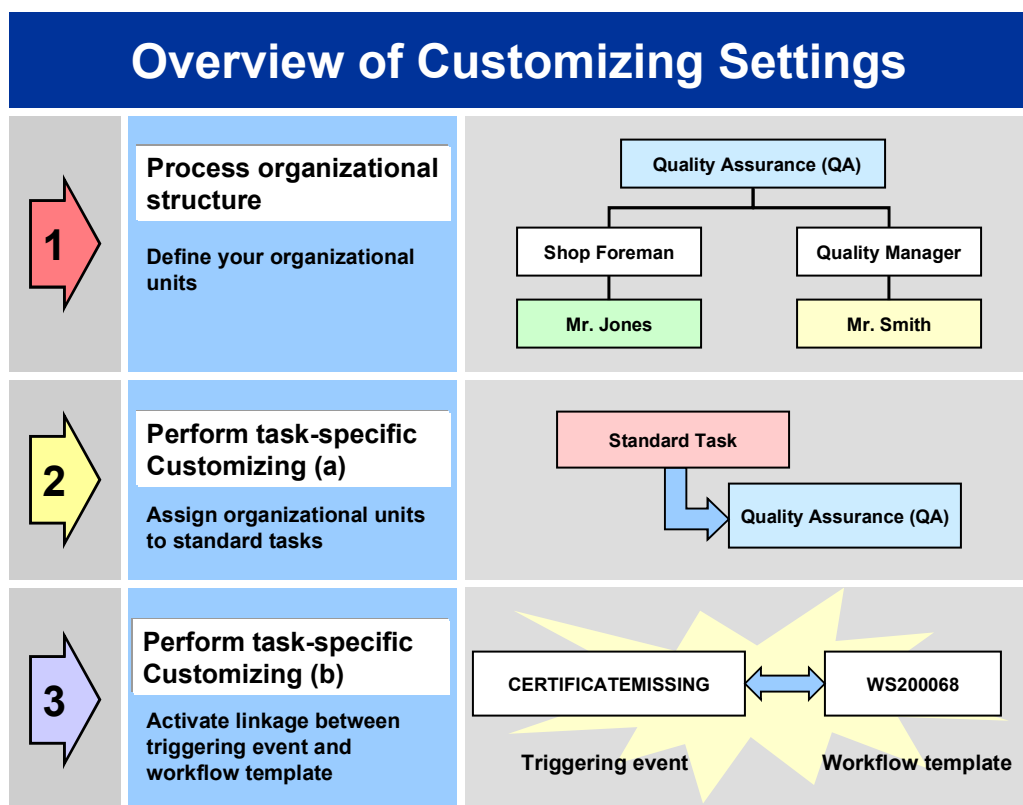 Overview of Customizing Settings
1
Process organizational
structure
Define your organizational
units
Quality Assurance (QA)
Shop Foreman
Quality Manager
Mr. Jones
Mr. Smith
2
Perform task-specific
Customizing (a)
Assign organizational units
to standard tasks
Standard Task
Quality Assurance (QA)
3
Perform task-specific
Customizing (b)
Activate linkage between
triggering event and
workflow template
CERTIFICATEMISSING
WS200068
Triggering event
Workflow template